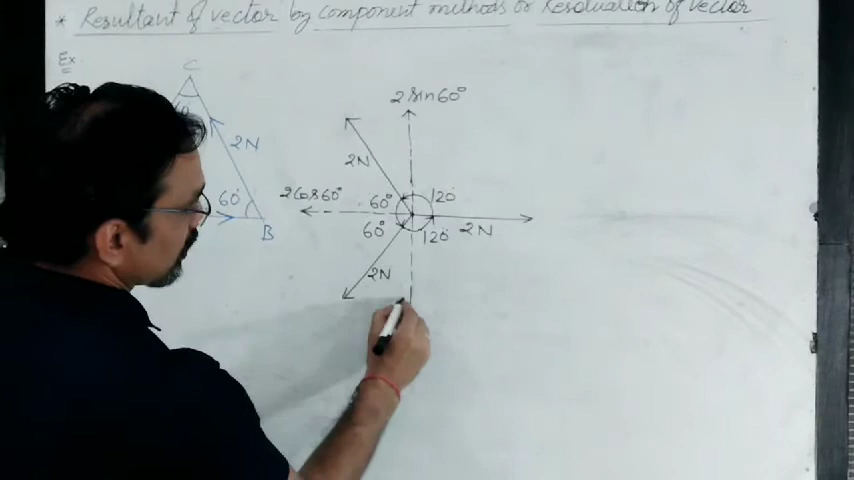 * Resultant of vector by component methods or Resoluation of vector
Ex.
C
2N
60°
B
2 sin 60°
2N
2 Cos 60°
60°
120°
60°
120°
2N
2N